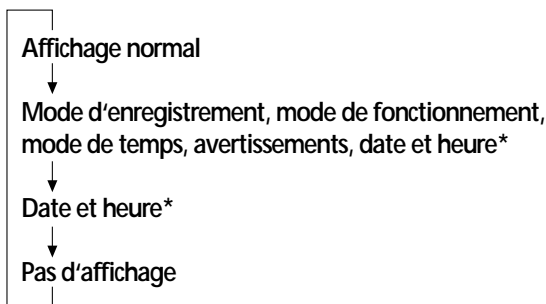 Affichage normal
Mode d'enregistrement, mode de fonctionnement,
mode de temps, avertissements, date et heure*
Date et heure*
Pas d'affichage